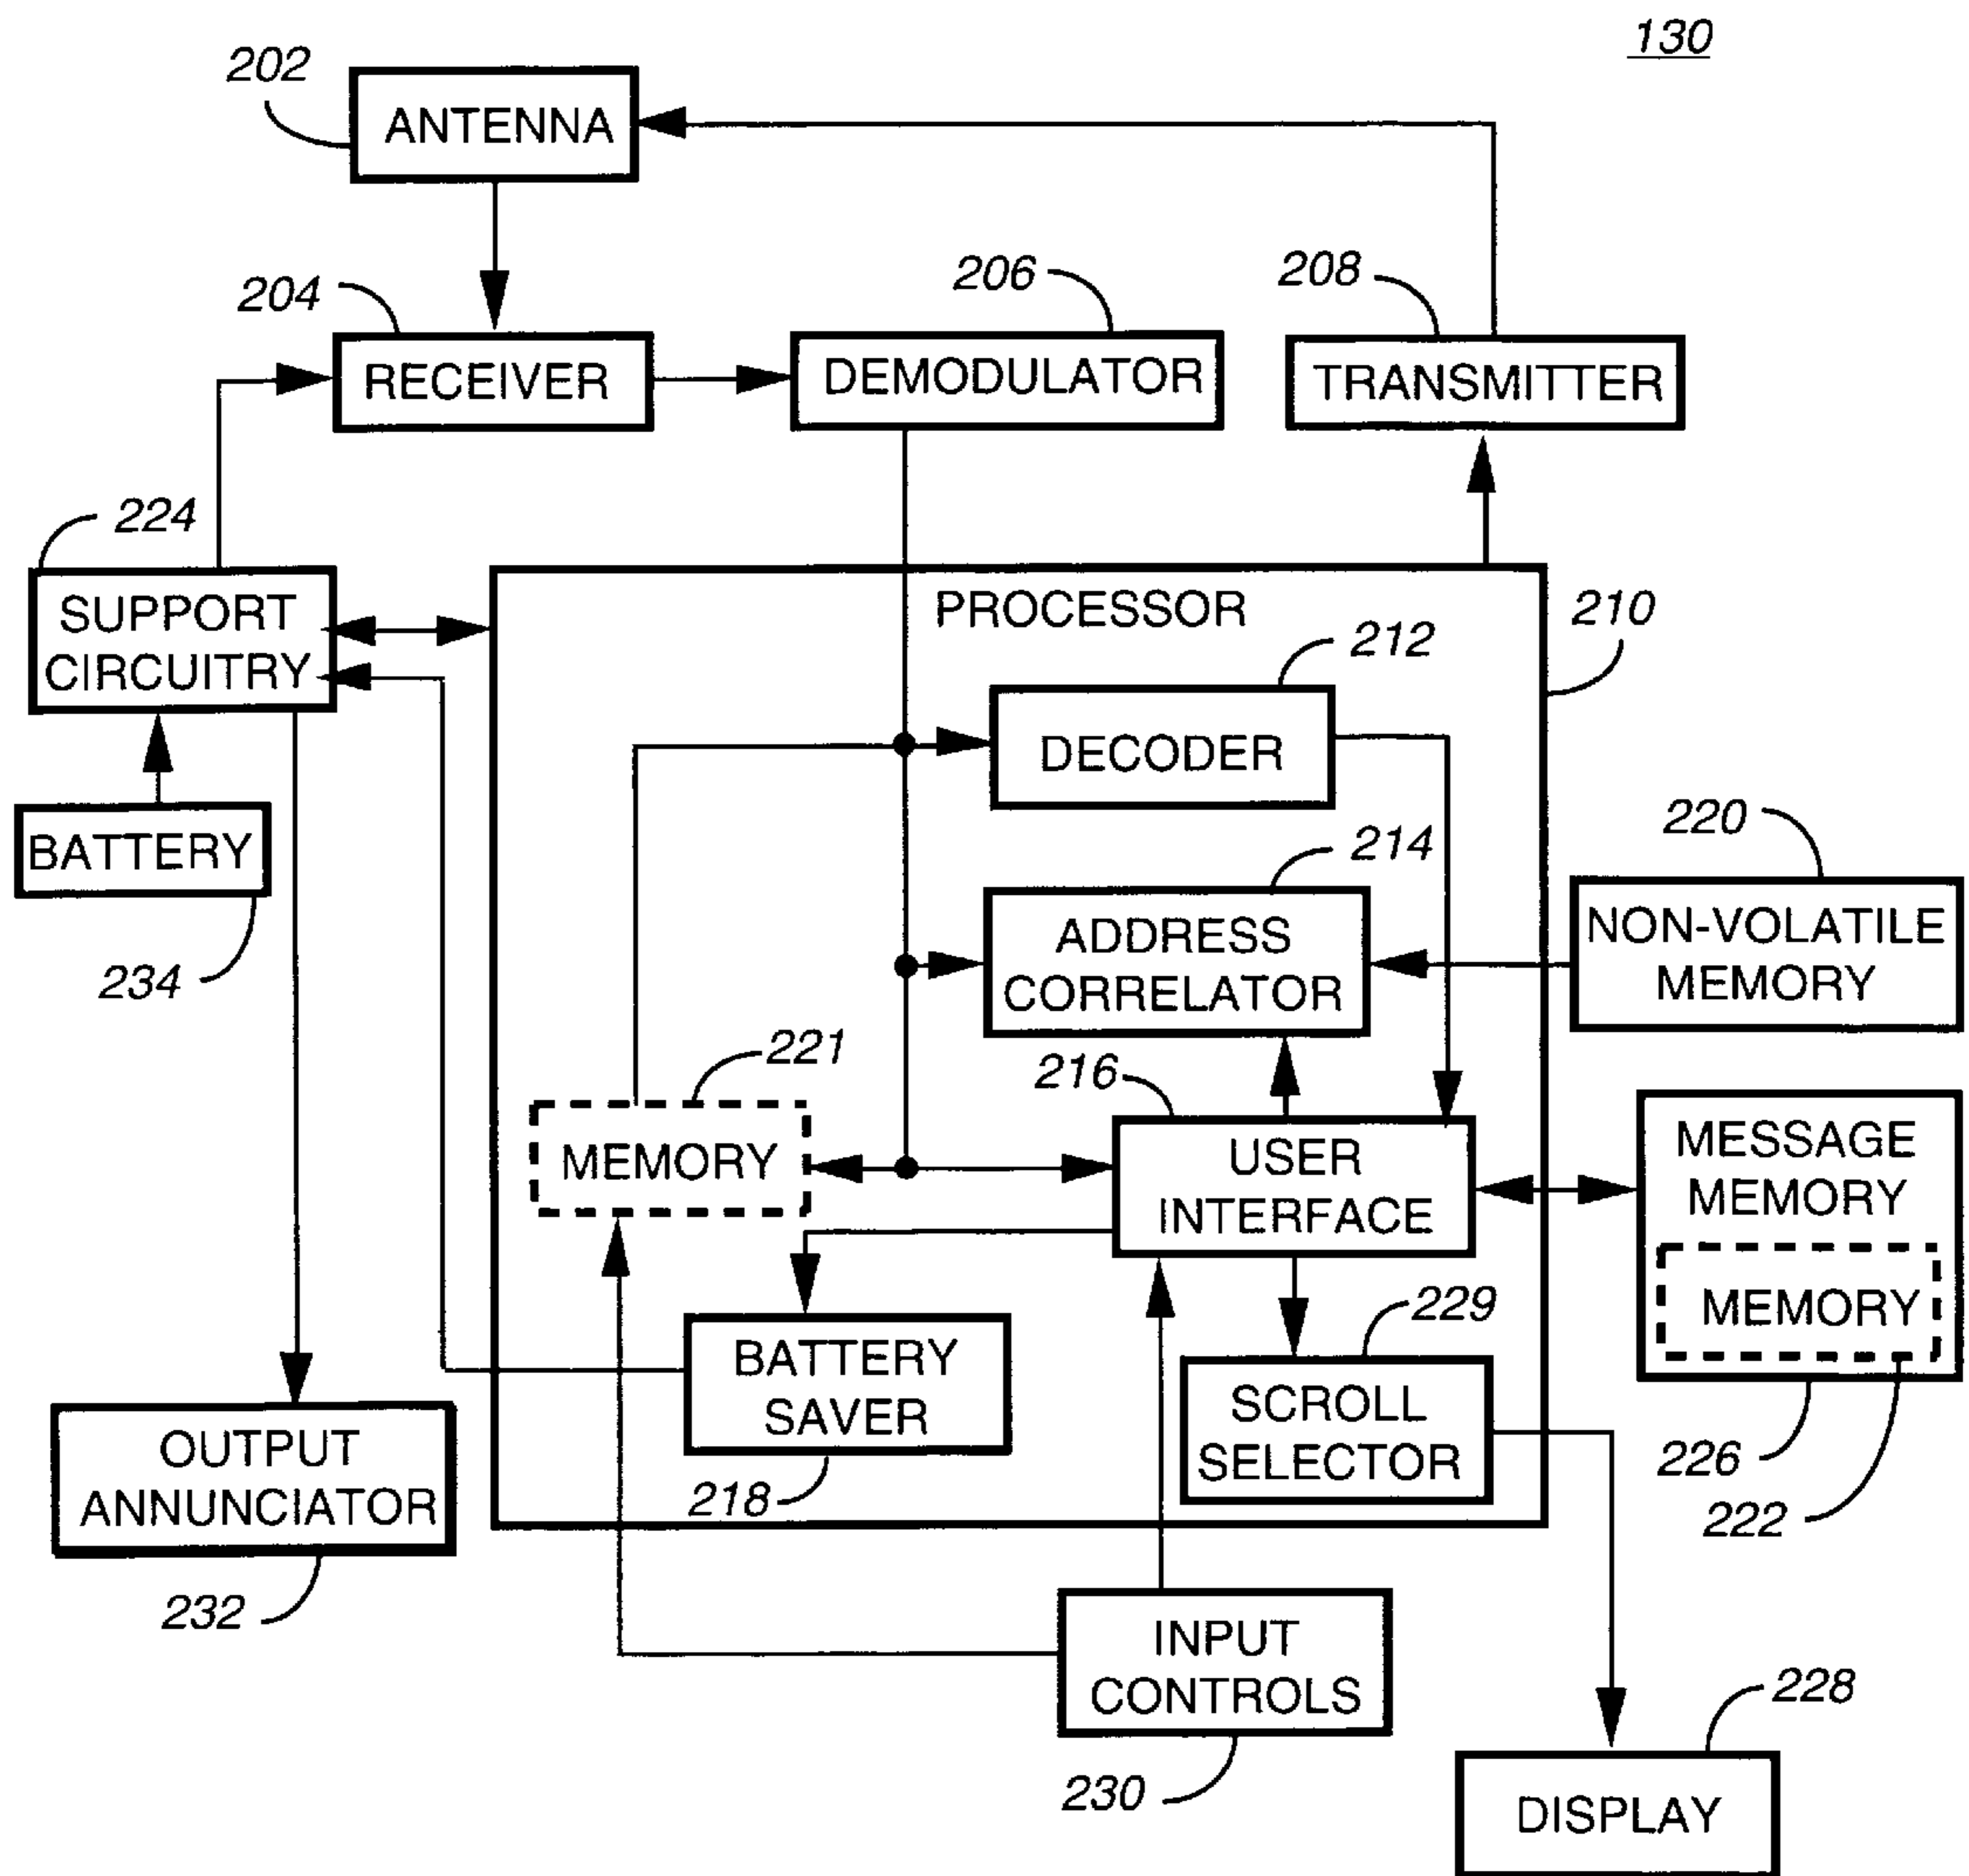 130
202
ANTENNA
204
206
208
RECEIVER
DEMODULATOR
TRANSMITTER
224
SUPPORT
CIRCUITRY
PROCESSOR
210
212
DECODER
BATTERY
234
214
ADDRESS
CORRELATOR
220
NON-VOLATILE
MEMORY
221
MEMORY
216
USER
INTERFACE
MESSAGE
MEMORY
MEMORY
226
222
BATTERY
SAVER
218
229
SCROLL
SELECTOR
OUTPUT
ANNUNCIATOR
232
INPUT
CONTROLS
230
228
DISPLAY